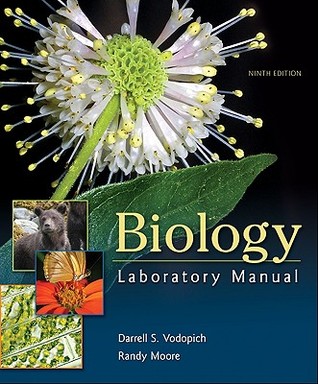 NINTH EDITION
Biology
Laboratory Manual
Darrell S. Vodopich
Randy Moore